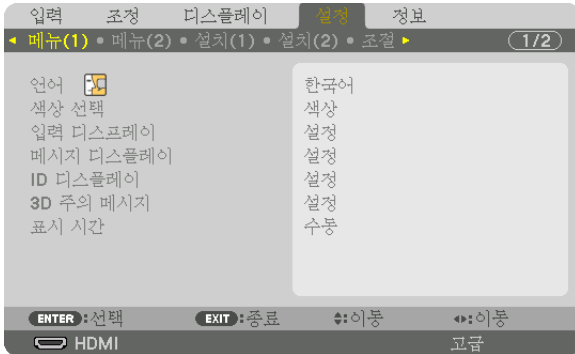 입력 조정 디스플레이 설정 정보
메뉴(1) • 메뉴(2) • 설치(1) • 설치(2) • 조절 1/2
언어 한국어
색상 선택 색상
입력 디스프레이 설정
메시지 디스플레이 설정
ID 디스플레이 설정
3D 주의 메시지 설정
표시 시간 수동
ENTER :선택 EXIT :종료 :이동 :이동
HDMI 고급